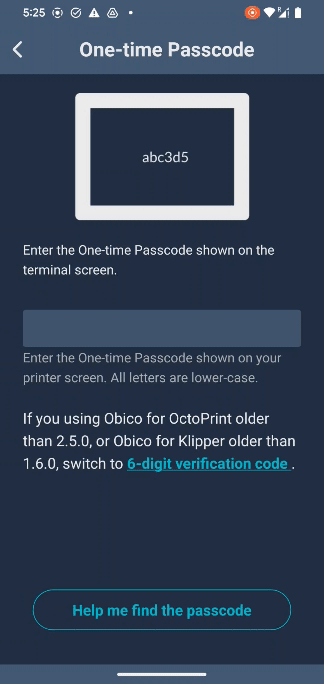 5:25
One-time Passcode
abc3d5
Enter the One-time Passcode shown on the
terminal screen.
Enter the One-time Passcode shown on your
printer screen. All letters are lower-case.
If you using Obico for OctoPrint older
than 2.5.0, or Obico for Klipper older than
1.6.0, switch to 6-digit verification code .
Help me find the passcode